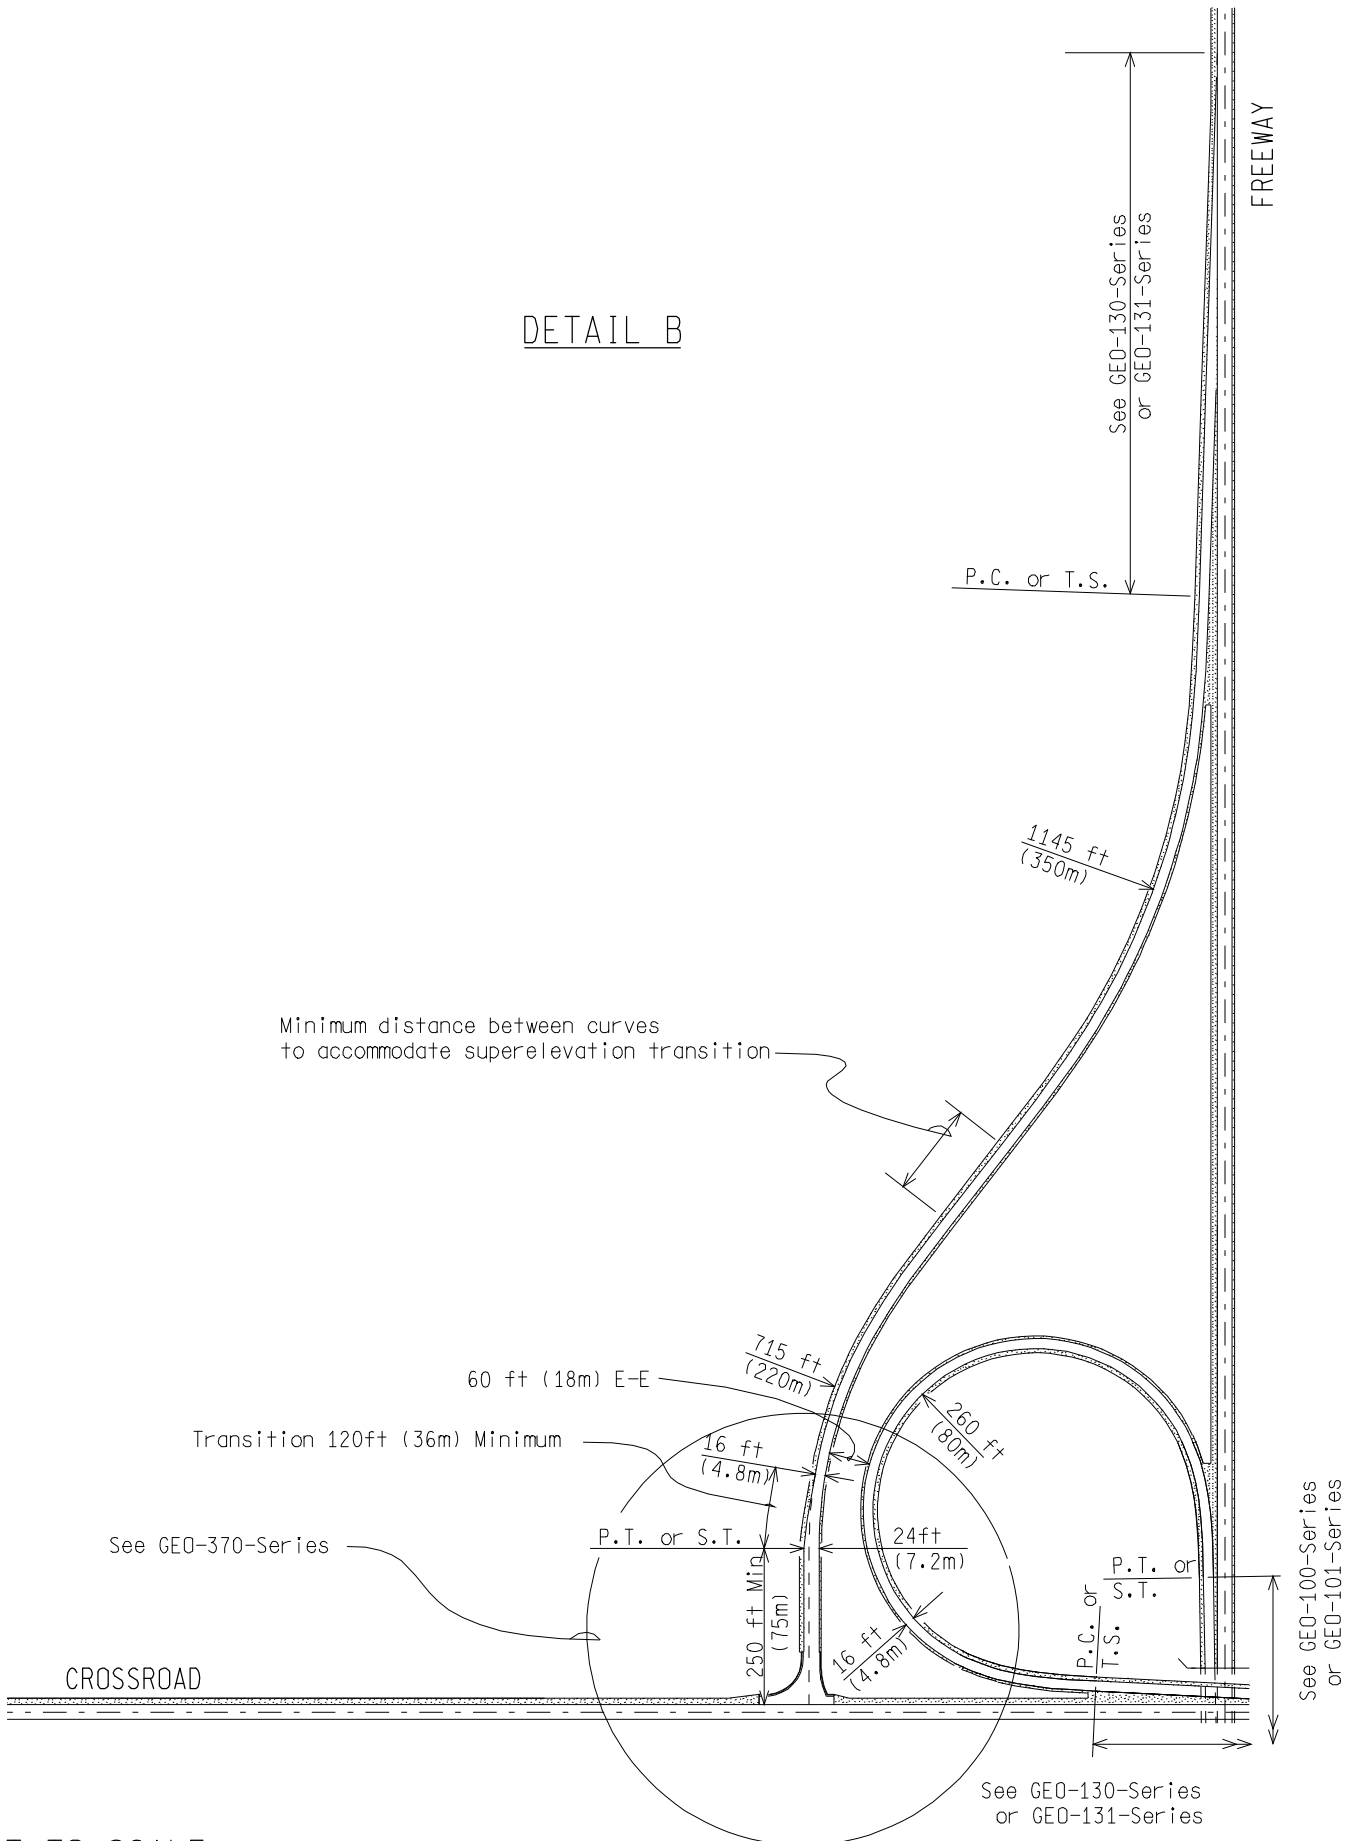 FREEWAY
See GEO-130-Series
or GEO-131-Series
DETAIL B
P.C. or T.S.
1145 ft
(350m)
Minimum distance between curves
to accommodate superelevation transition
715 ft
(220m)
60 ft (18m) E-E
260 ft
(80m)
Transition 120ft (36m) Minimum
16 ft
(4.8m)
P.T. or S.T.
24ft
(7.2m)
See GEO-370-Series
250 ft Min
(75m)
P.T. or
S.T.
P.C. or
T.S.
16 ft
(4.8m)
See GEO-100-Series
or GEO-101-Series
CROSSROAD
See GEO-130-Series
or GEO-131-Series